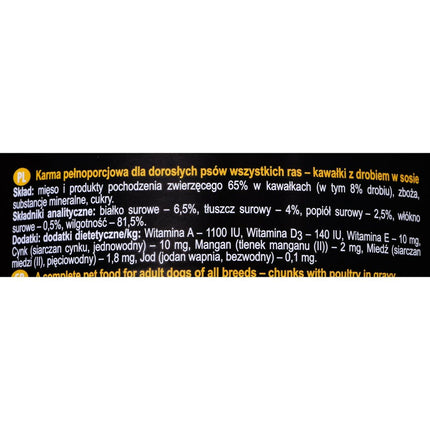 PL Karma pełnoporcjowa dla dorosłych psów wszystkich ras – kawałki z drobiem w sosie
Skład: mięso i produkty pochodzenia zwierzęcego 65% w kawałkach (w tym 8% drobiu), zboża,
substancje mineralne, cukry.
Składniki analityczne: białko surowe – 6,5%, tłuszcz surowy – 4%, popiół surowy – 2,5%, włókno
surowe – 0,5%, wilgotność – 81,5%.
Dodatki: dodatki dietetyczne/kg: Witamina A – 1100 IU, Witamina D3 – 140 IU, Witamina E – 10 mg,
Cynk (siarczan cynku, jednowodny) – 10 mg, Mangan (tlenek manganu (II)) – 2 mg, Miedź (siarczan
miedzi (II), pięciowodny) – 1,8 mg, Jod (jodan wapnia, bezwodny) – 0,1 mg.
A complete pet food for adult dogs of all breeds – chunks with poultry in gravy